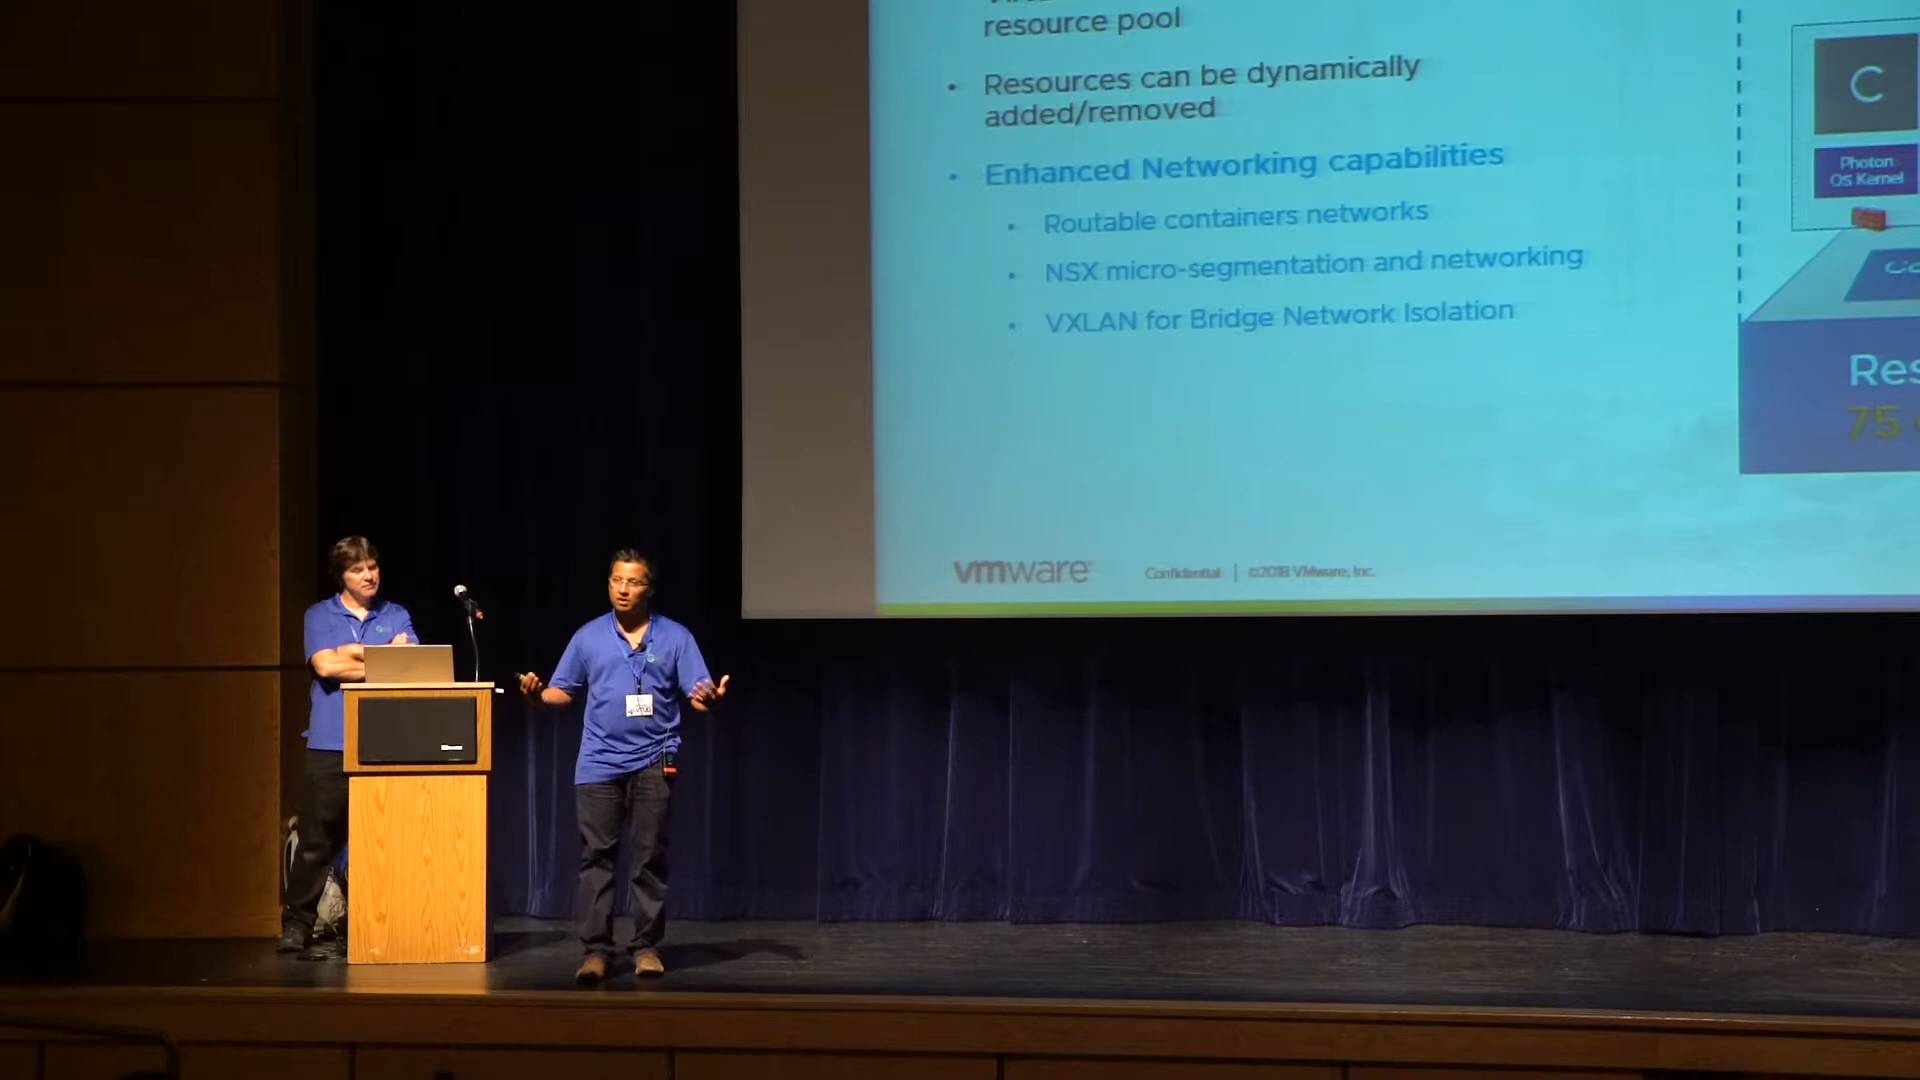 resource pool
• Resources can be dynamically
added/removed
• Enhanced Networking capabilities
• Routable containers networks
• NSX micro-segmentation and networking
• VXLAN for Bridge Network Isolation
C
Photon
OS Kernel
Res
75
vmware
Confidential | ©2018 VMware, Inc.